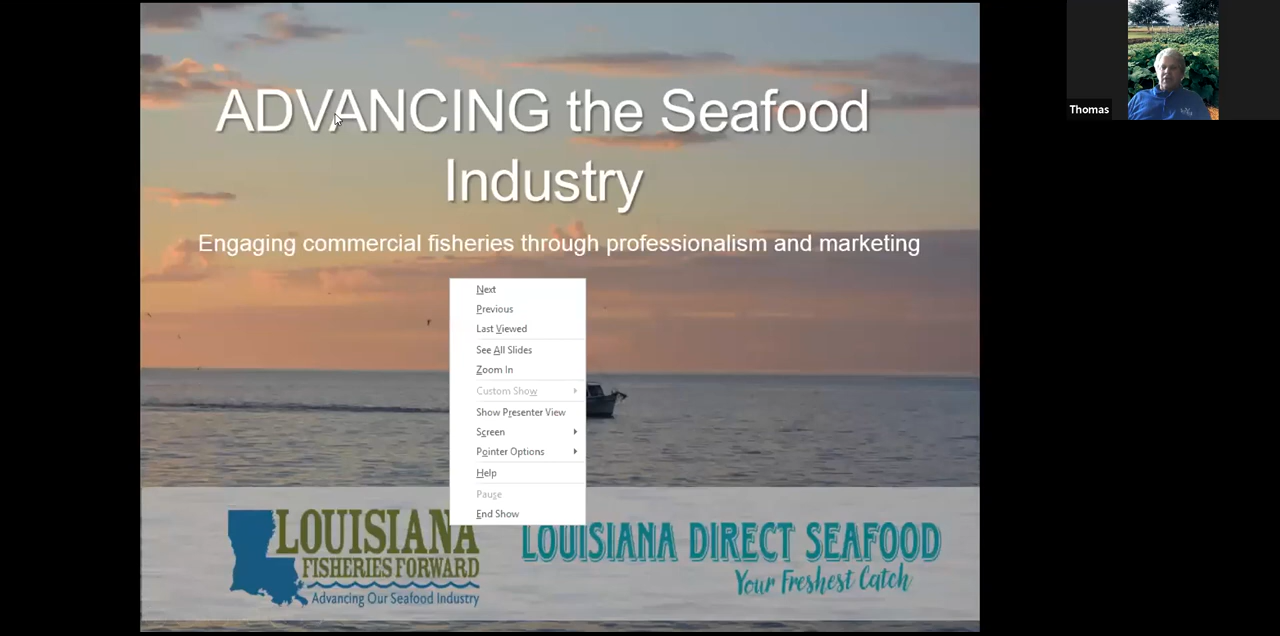 ADVANCING the Seafood
Industry
Engaging commercial fisheries through professionalism and marketing
Next
Previous
Last Viewed
See All Slides
Zoom In
Custom Show
Show Presenter View
Screen
Pointer Options
Help
Pause
End Show
LOUISIANA
FISHERIES FORWARD
Advancing Our Seafood Industry
LOUISIANA DIRECT SEAFOOD
Your Freshest Catch
Thomas